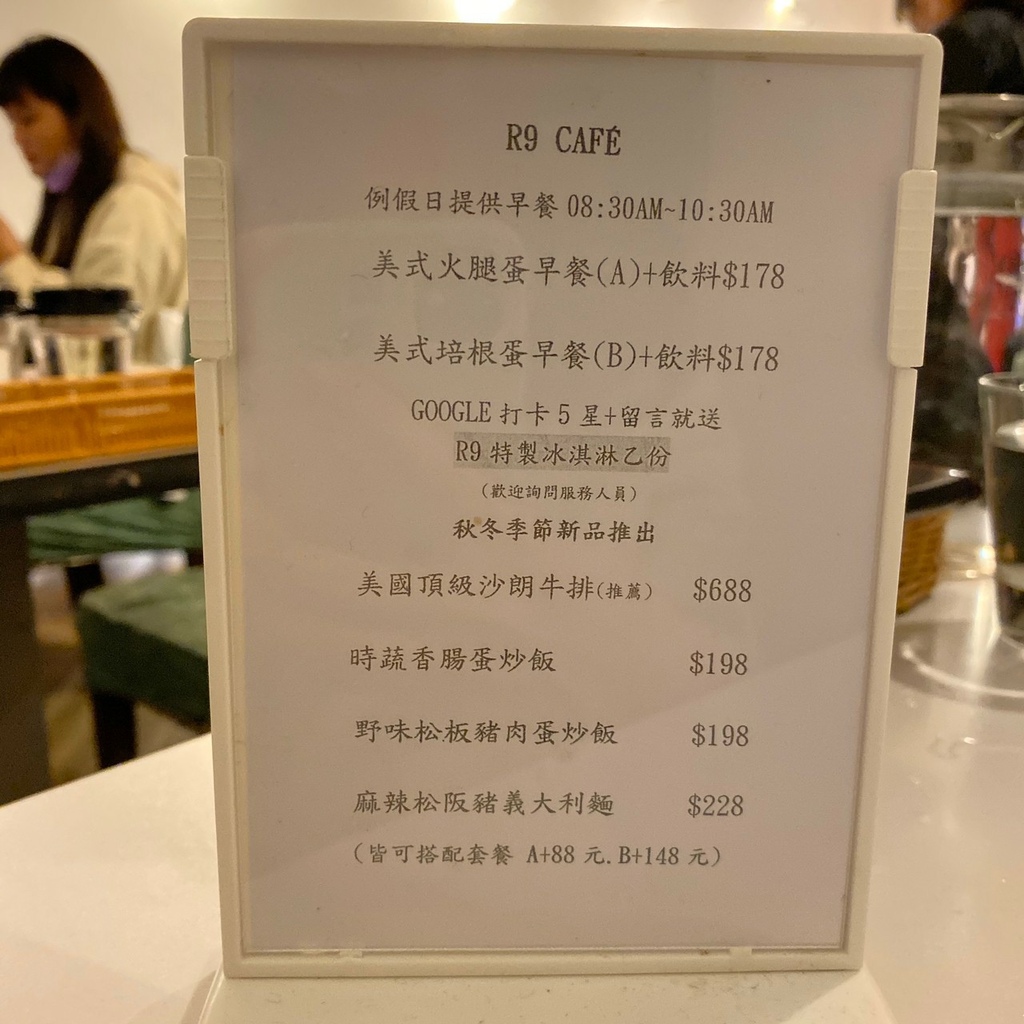 R9 CAFÉ
例假日提供早餐 08:30AM~10:30AM
美式火腿蛋早餐(A)+飲料$178
美式培根蛋早餐(B)+飲料$178
GOOGLE 打卡 5 星+留言就送
R9 特製冰淇淋乙份
(歡迎詢問服務人員)
秋冬季節新品推出
美國頂級沙朗牛排(推薦) $688
時蔬香腸蛋炒飯 $198
野味松板豬肉蛋炒飯 $198
麻辣松阪豬義大利麵 $228
(皆可搭配套餐 A+88 元.B+148 元)